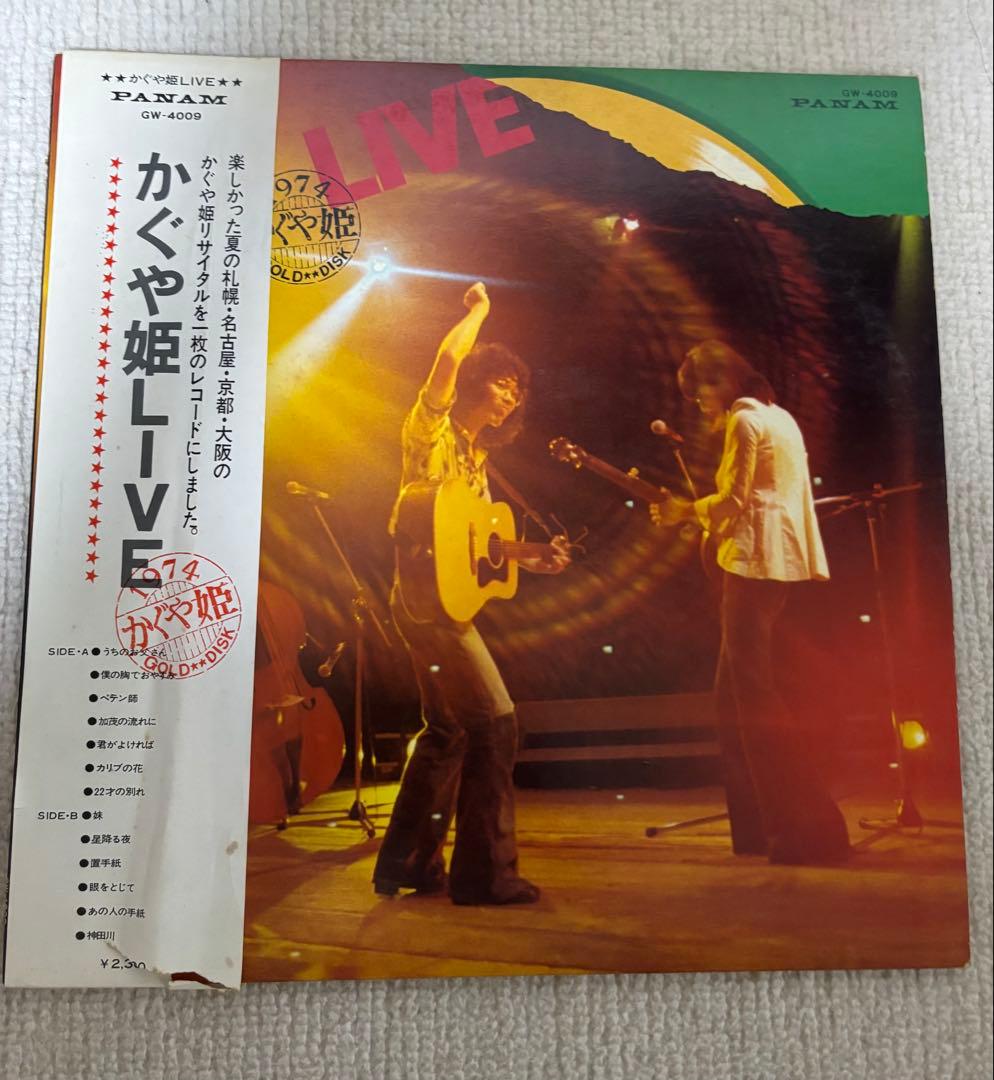 ★★かぐや姫LIVE★★
PANAM
GW-4009
かぐや姫LIVE
楽しかった夏の札幌・名古屋・京都・大阪の
かぐや姫リサイタルを一枚のレコードにしました。
1974
かぐや姫
GOLD★★DISK
SIDE・A ●うちのお父さん
●僕の胸でおやすみ
●ペテン師
●加茂の流れに
●君がよければ
●カリブの花
●22才の別れ
SIDE・B ●妹
●星降る夜
●置手紙
●眼をとじて
●あの人の手紙
●神田川
¥2,3
LIVE
974
ぐや姫
OLD★★DISK
GW-4009
PANAM